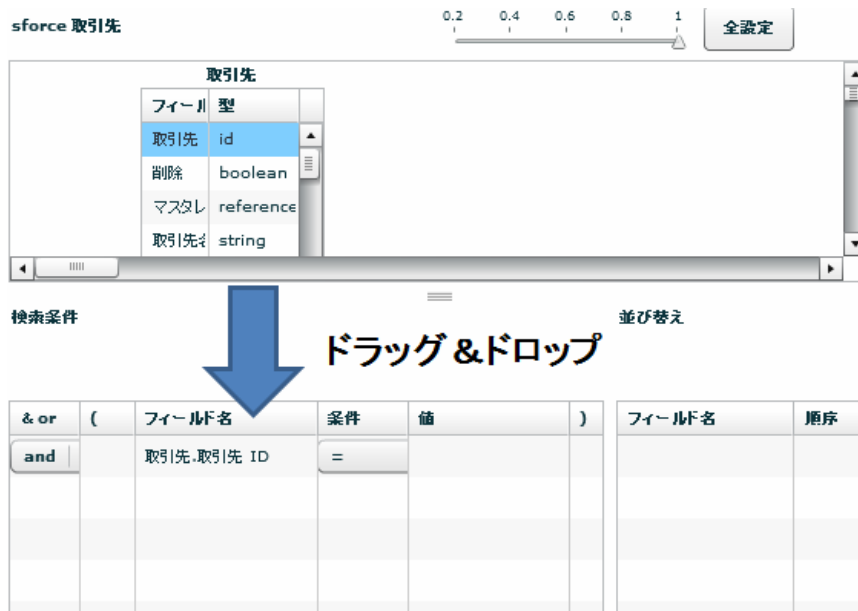 sforce 取引先
0.2 0.4 0.6 0.8 1
全設定
取引先
フィール 型
取引先 id
削除 boolean
マスタレ reference
取引先名 string
検索条件
並び替え
ドラッグ &ドロップ
& or ( フィールド名 条件 値 ) フィールド名 順序
and 取引先.取引先 ID =